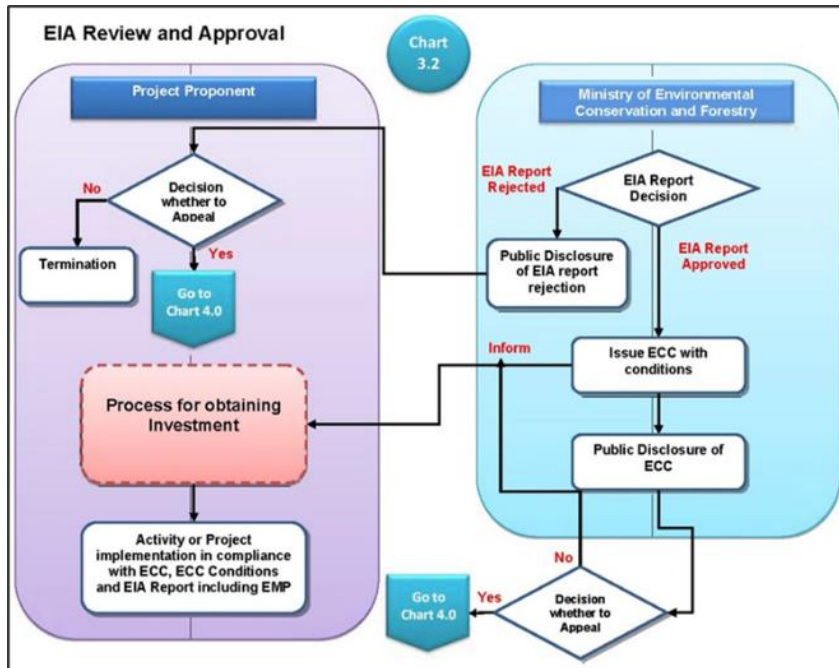 EIA Review and Approval
Chart
3.2
Project Proponent
Ministry of Environmental
Conservation and Forestry
No
Decision
whether to
Appeal
Yes
Termination
Go to
Chart 4.0
EIA Report
Rejected
EIA Report
Decision
EIA Report
Approved
Public Disclosure
of EIA report
rejection
Inform
Issue ECC with
conditions
Process for obtaining
Investment
Public Disclosure of
ECC
Activity or Project
implementation in compliance
with ECC, ECC Conditions
and EIA Report including EMP
No
Yes
Go to
Chart 4.0
Decision
whether to
Appeal